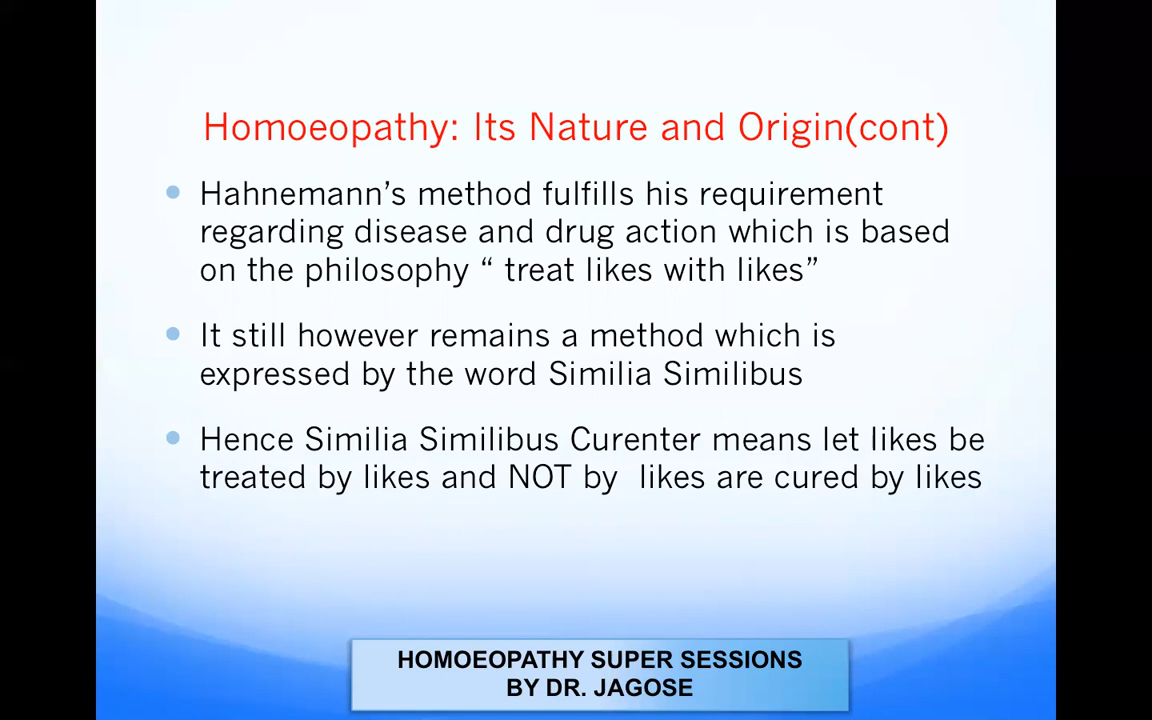 Homoeopathy: Its Nature and Origin(cont)
Hahnemann’s method fulfills his requirement
regarding disease and drug action which is based
on the philosophy “ treat likes with likes”
It still however remains a method which is
expressed by the word Similia Similibus
Hence Similia Similibus Curenter means let likes be
treated by likes and NOT by  likes are cured by likes
HOMOEOPATHY SUPER SESSIONS
BY DR. JAGOSE